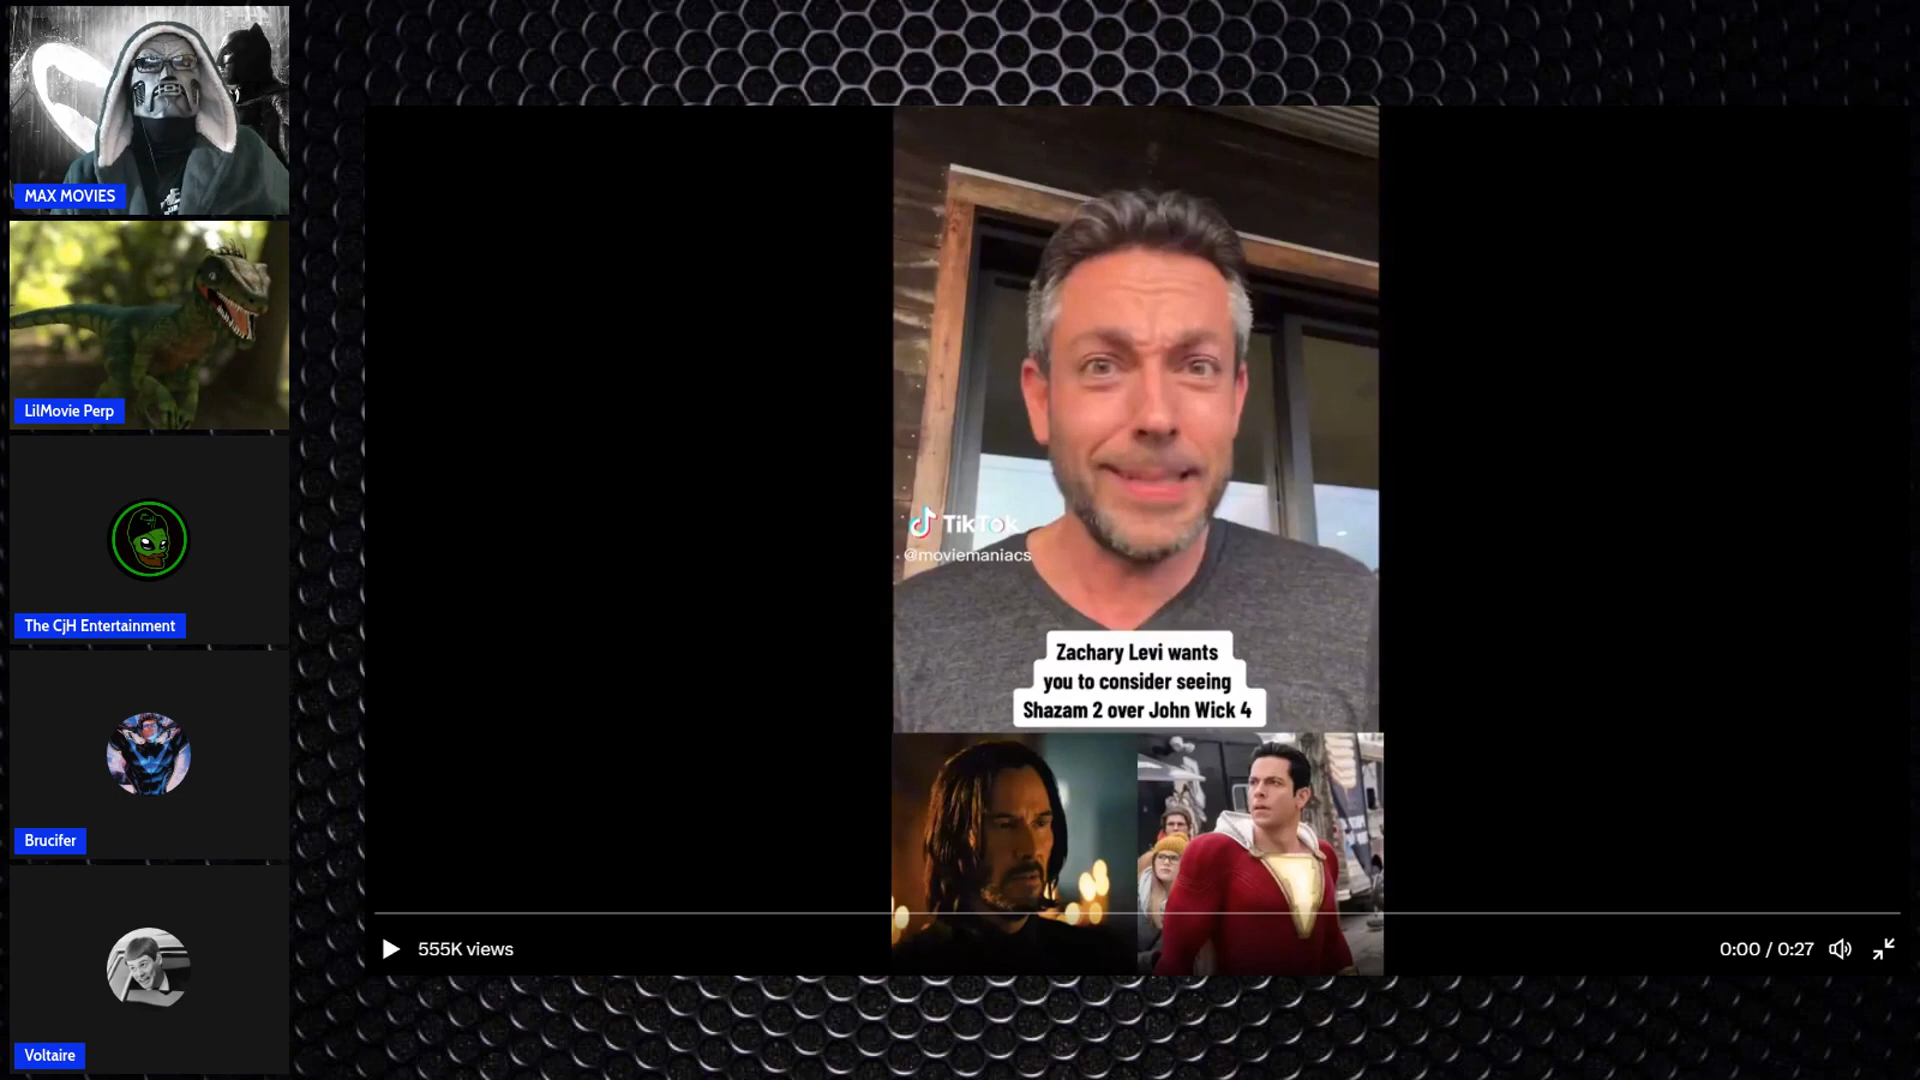 MAX MOVIES
LilMovie Perp
The CjH Entertainment
Brucifer
Voltaire
TikTok
@moviemaniacs
Zachary Levi wants
you to consider seeing
Shazam 2 over John Wick 4
555K views
0:00 / 0:27